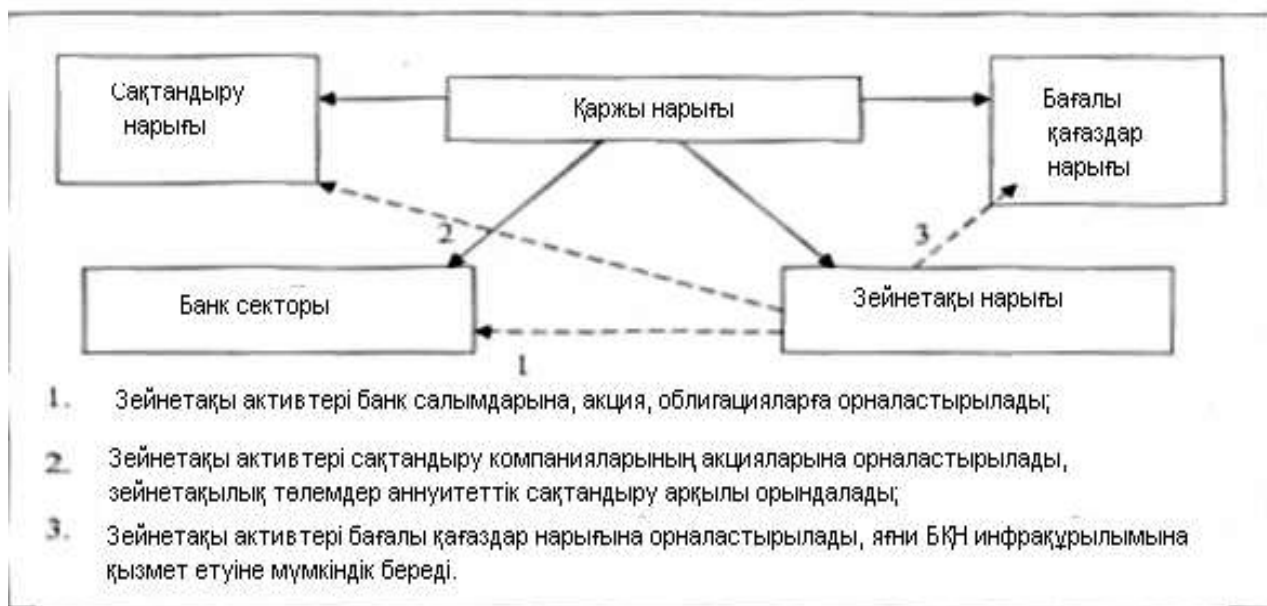 Сақтандыру
нарығы
Қаржы нарығы
Бағалы
қағаздар
нарығы
2
3
Банк секторы
Зейнетақы нарығы
1
1. Зейнетақы активтері банк салымдарына, акция, облигацияларға орналастырылады;
2. Зейнетақы активтері сақтандыру компанияларының акцияларына орналастырылады,
зейнетақылық төлемдер аннуитеттік сақтандыру арқылы орындалады;
3. Зейнетақы активтері бағалы қағаздар нарығына орналастырылады, яғни БҚН инфрақұрылымына
қызмет етуіне мүмкіндік береді.